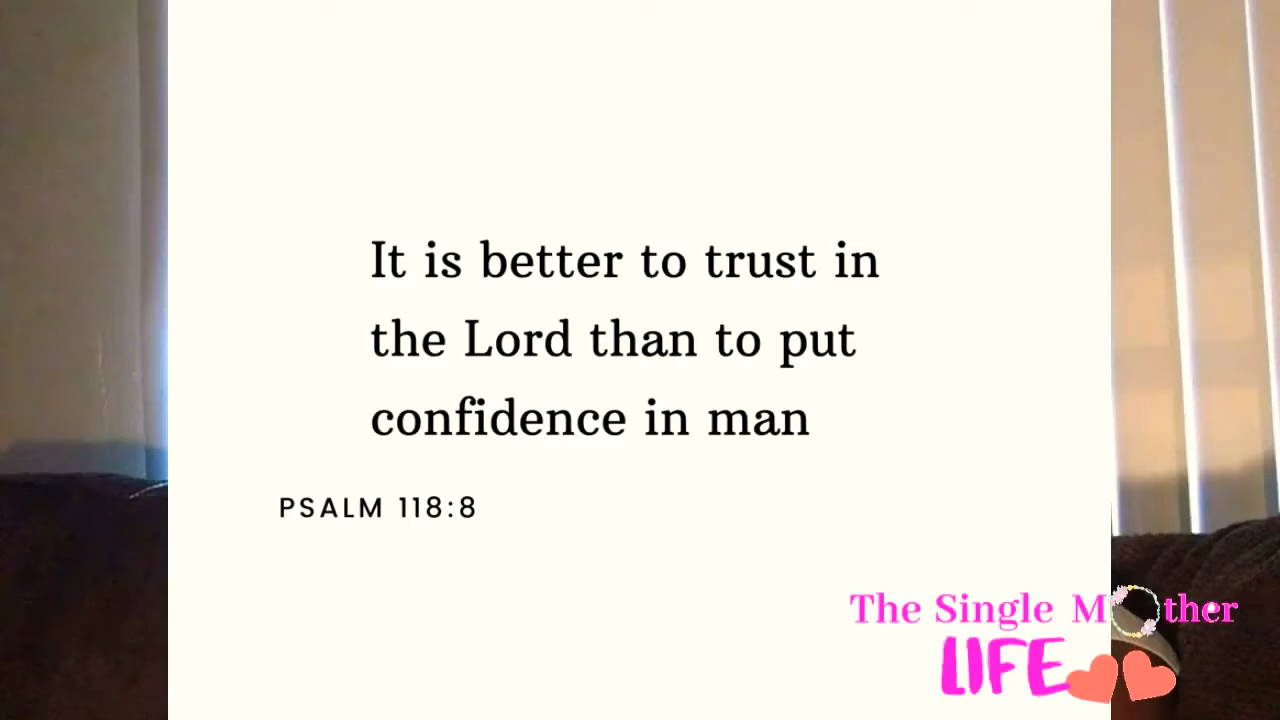 It is better to trust in
the Lord than to put
confidence in man
PSALM 118:8
The Single Mother
LIFE